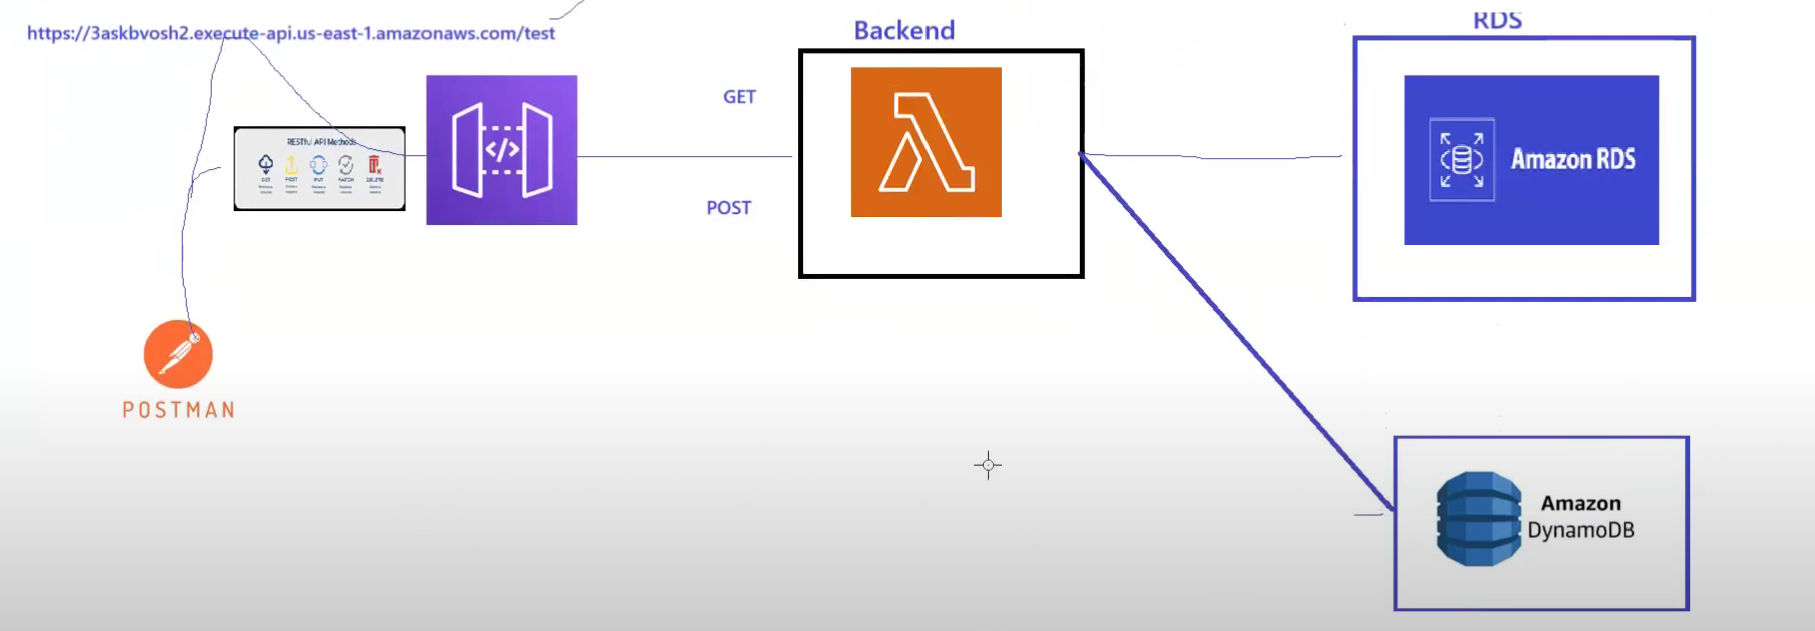 https://3askbvosh2.execute-api.us-east-1.amazonaws.com/test
Backend
RDS
GET
POST
RESTful API Methods
GET POST PUT PATCH DELETE
Amazon RDS
POSTMAN
Amazon
DynamoDB